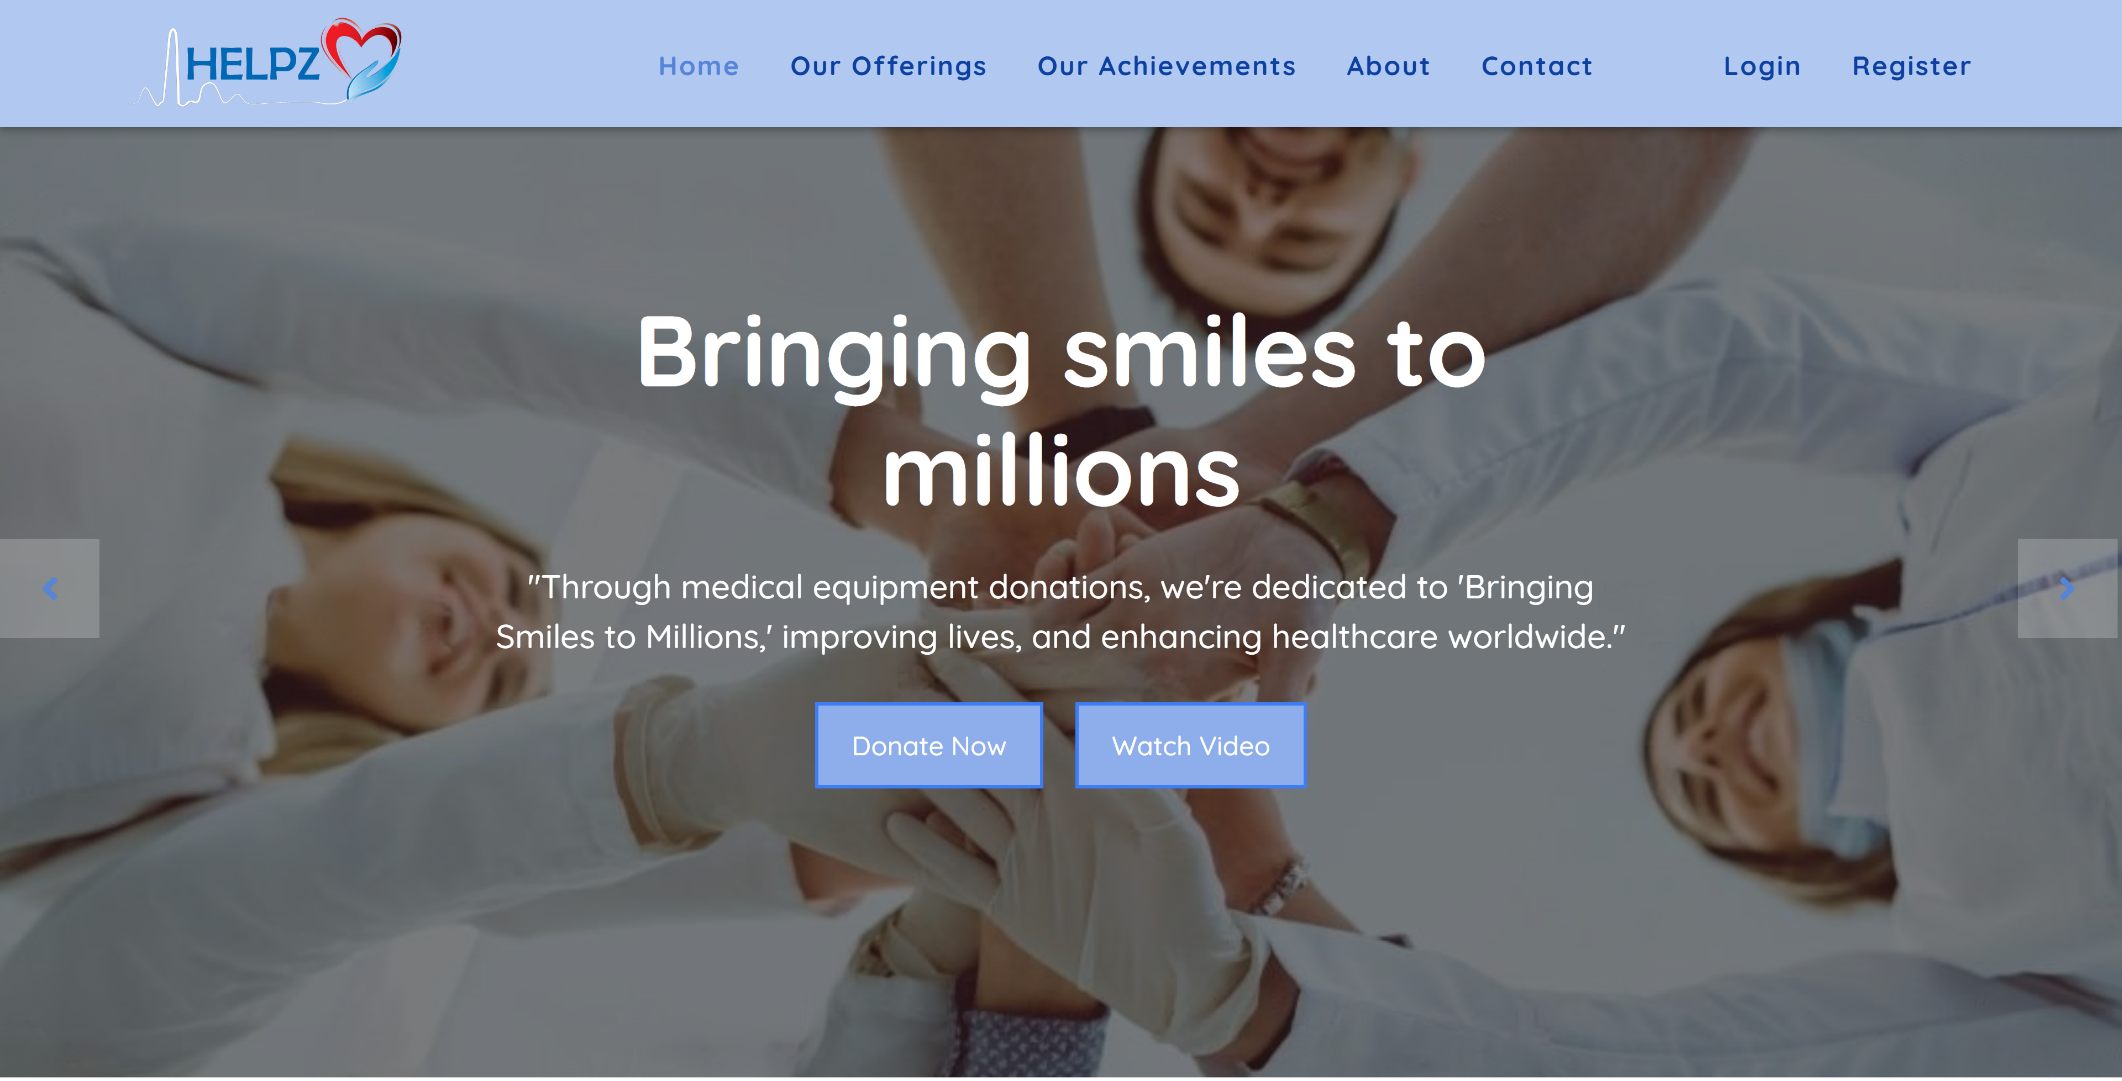 HELPZ
Home
Our Offerings
Our Achievements
About
Contact
Login
Register
Bringing smiles to
millions
"Through medical equipment donations, we're dedicated to 'Bringing
Smiles to Millions,' improving lives, and enhancing healthcare worldwide."
Donate Now
Watch Video